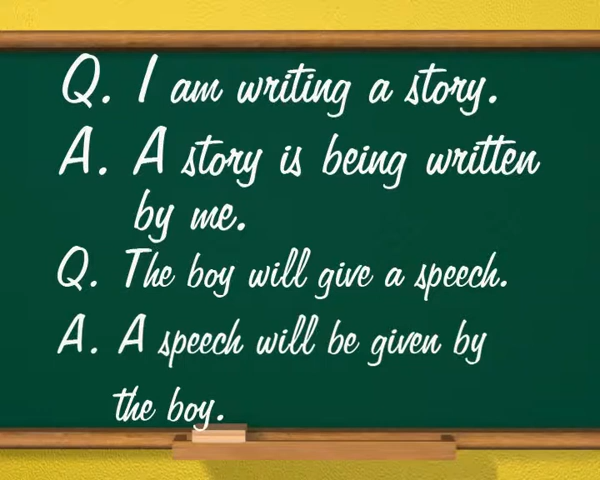 Q. I am writing a story.
A. A story is being written
by me.
Q. The boy will give a speech.
A. A speech will be given by
the boy.